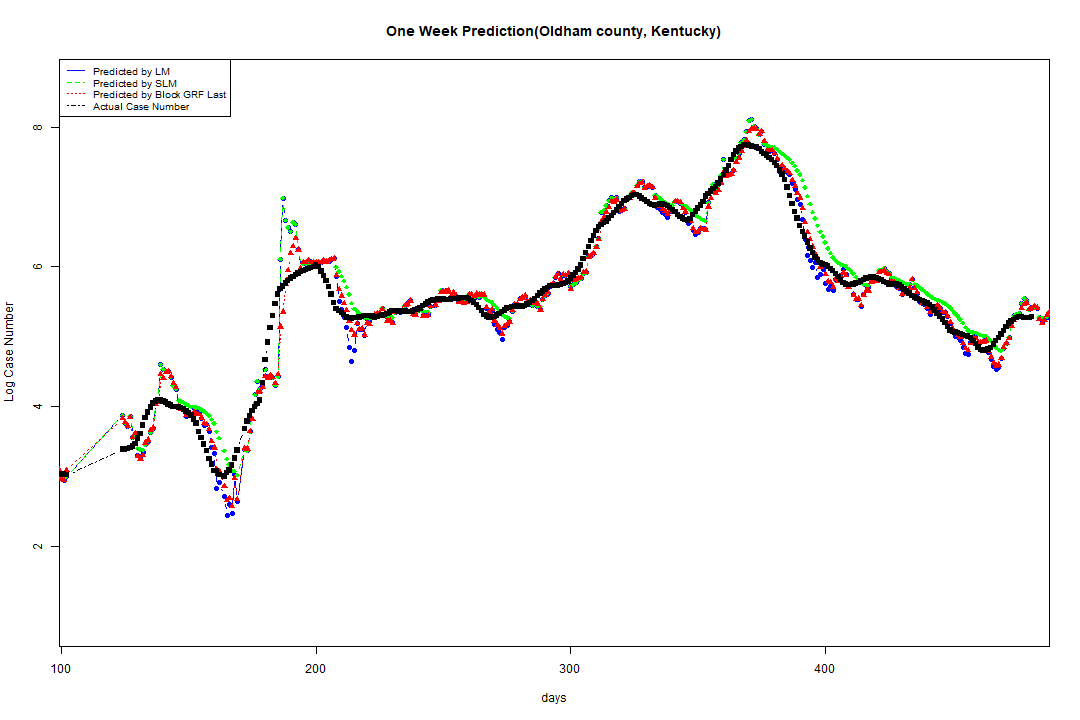 One Week Prediction(Oldham county, Kentucky)
Predicted by LM
Predicted by SLM
Predicted by Block GRF Last
Actual Case Number
Log Case Number
8
6
4
2
100 200 300 400
days